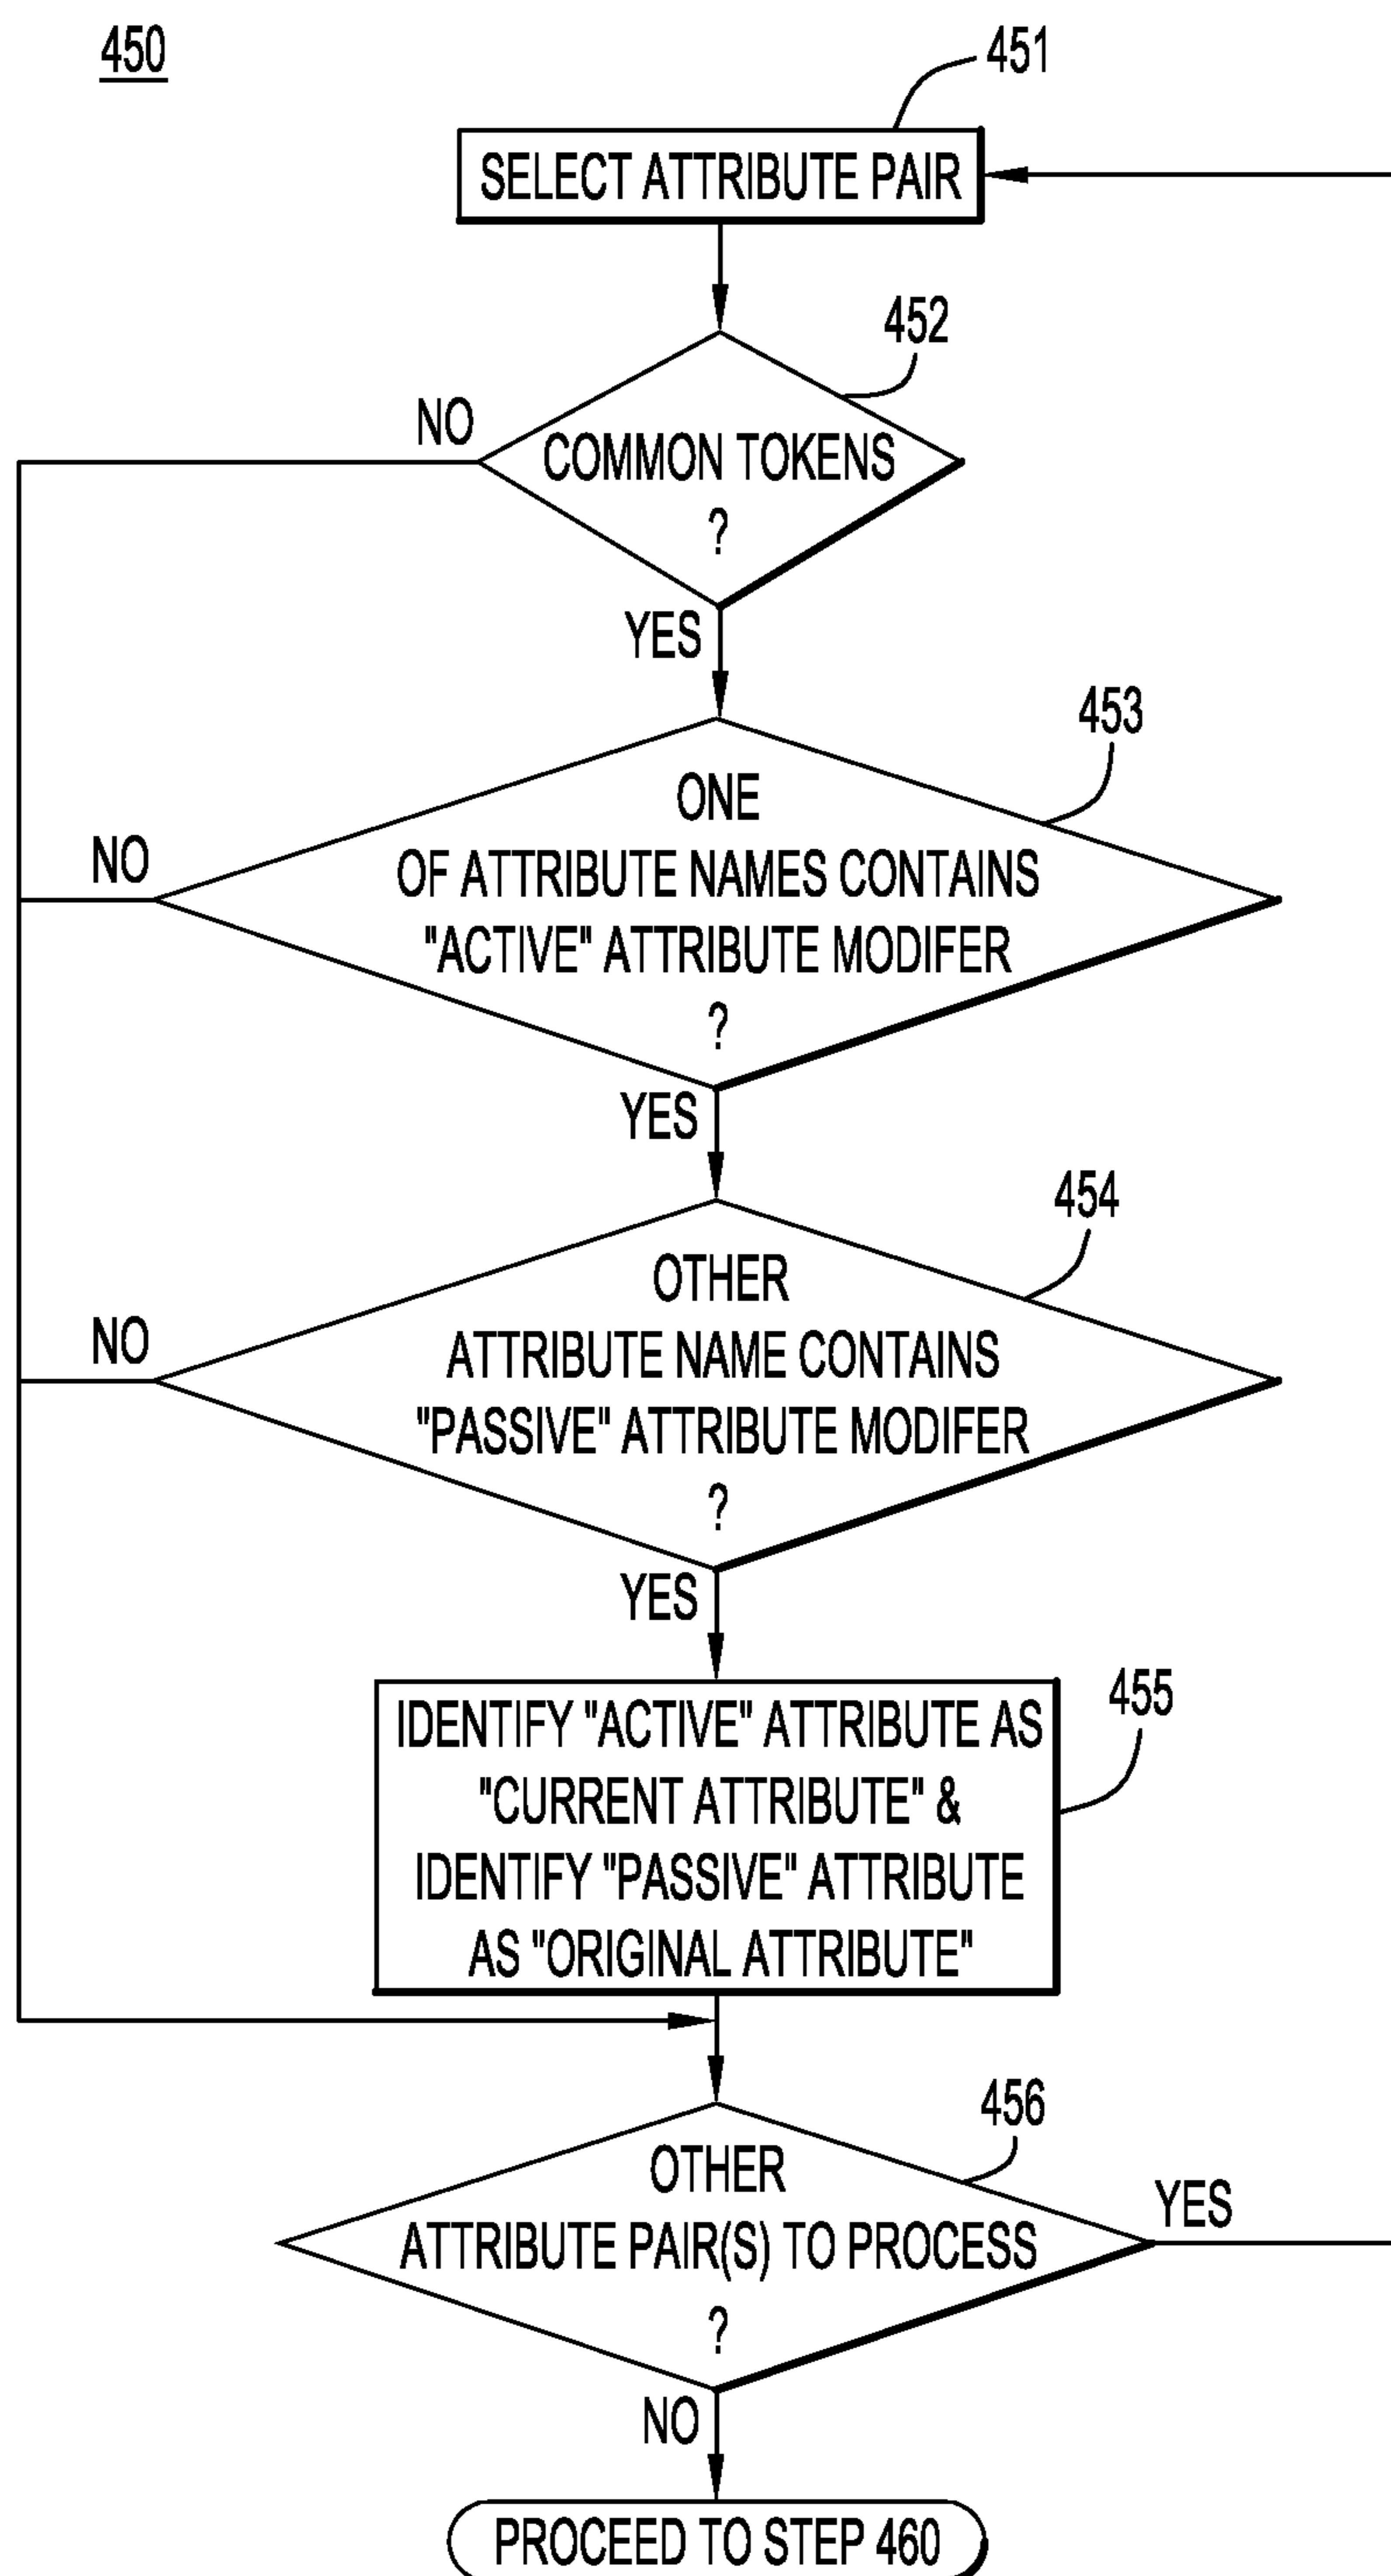 450
451
SELECT ATTRIBUTE PAIR
452
NO
COMMON TOKENS
?
YES
453
ONE
OF ATTRIBUTE NAMES CONTAINS
"ACTIVE" ATTRIBUTE MODIFER
?
NO
YES
454
OTHER
ATTRIBUTE NAME CONTAINS
"PASSIVE" ATTRIBUTE MODIFER
?
NO
YES
455
IDENTIFY "ACTIVE" ATTRIBUTE AS
"CURRENT ATTRIBUTE" &
IDENTIFY "PASSIVE" ATTRIBUTE
AS "ORIGINAL ATTRIBUTE"
456
OTHER
ATTRIBUTE PAIR(S) TO PROCESS
?
YES
NO
PROCEED TO STEP 460